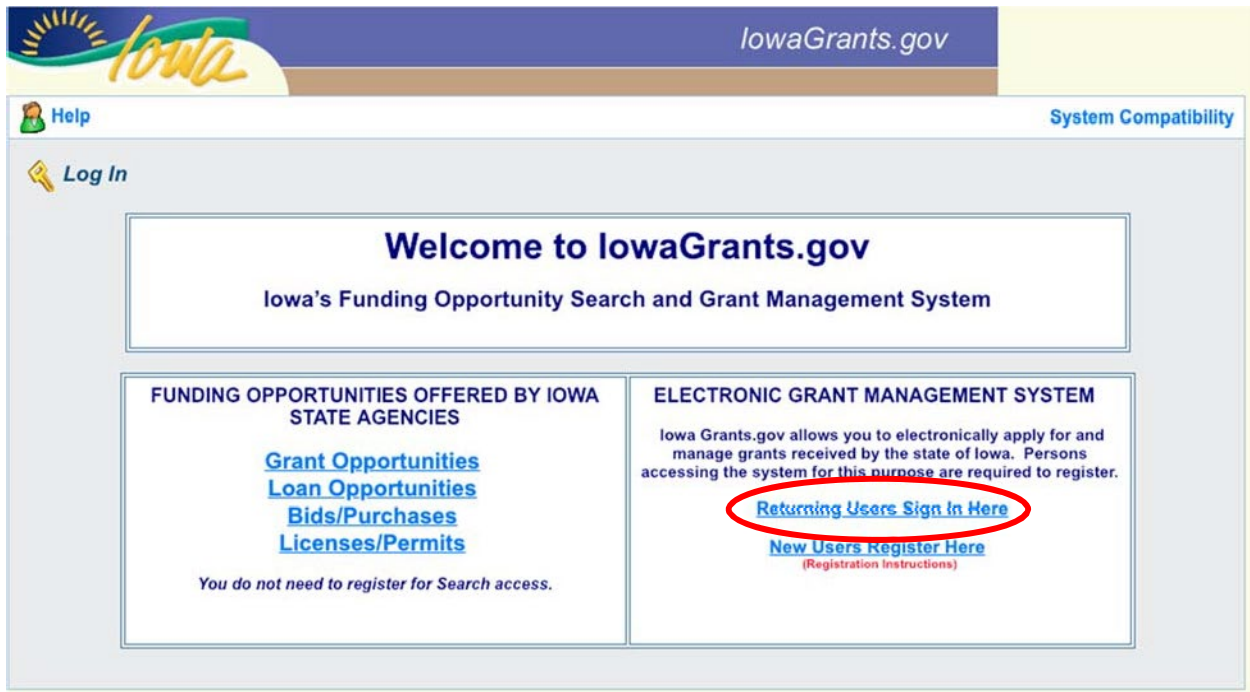 Iowa
IowaGrants.gov
Help
System Compatibility
Log In
Welcome to IowaGrants.gov
Iowa's Funding Opportunity Search and Grant Management System
FUNDING OPPORTUNITIES OFFERED BY IOWA
STATE AGENCIES
Grant Opportunities
Loan Opportunities
Bids/Purchases
Licenses/Permits
You do not need to register for Search access.
ELECTRONIC GRANT MANAGEMENT SYSTEM
Iowa Grants.gov allows you to electronically apply for and
manage grants received by the state of Iowa. Persons
accessing the system for this purpose are required to register.
Returning Users Sign In Here
New Users Register Here
(Registration Instructions)